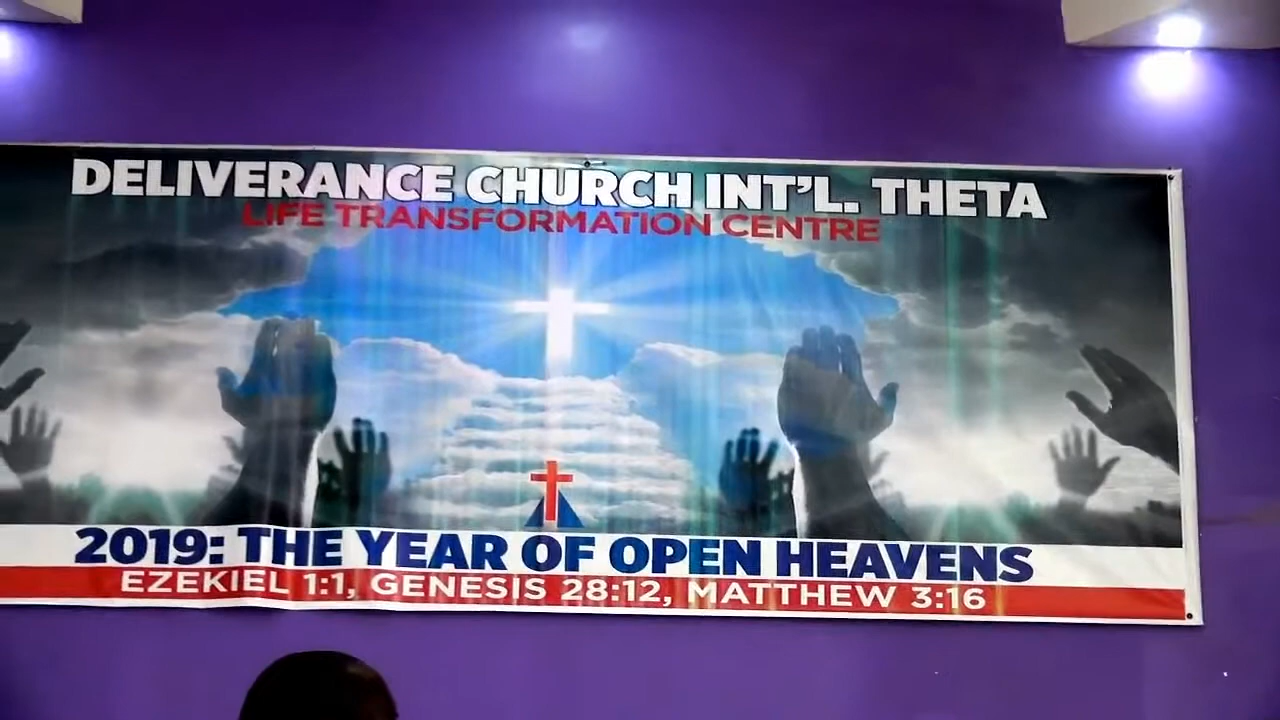 DELIVERANCE CHURCH INT'L. THETA
LIFE TRANSFORMATION CENTRE
2019: THE YEAR OF OPEN HEAVENS
EZEKIEL 1:1, GENESIS 28:12, MATTHEW 3:16